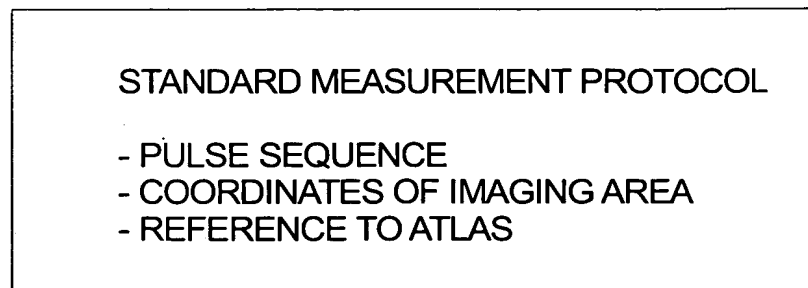 STANDARD MEASUREMENT PROTOCOL
- PULSE SEQUENCE
- COORDINATES OF IMAGING AREA
- REFERENCE TO ATLAS